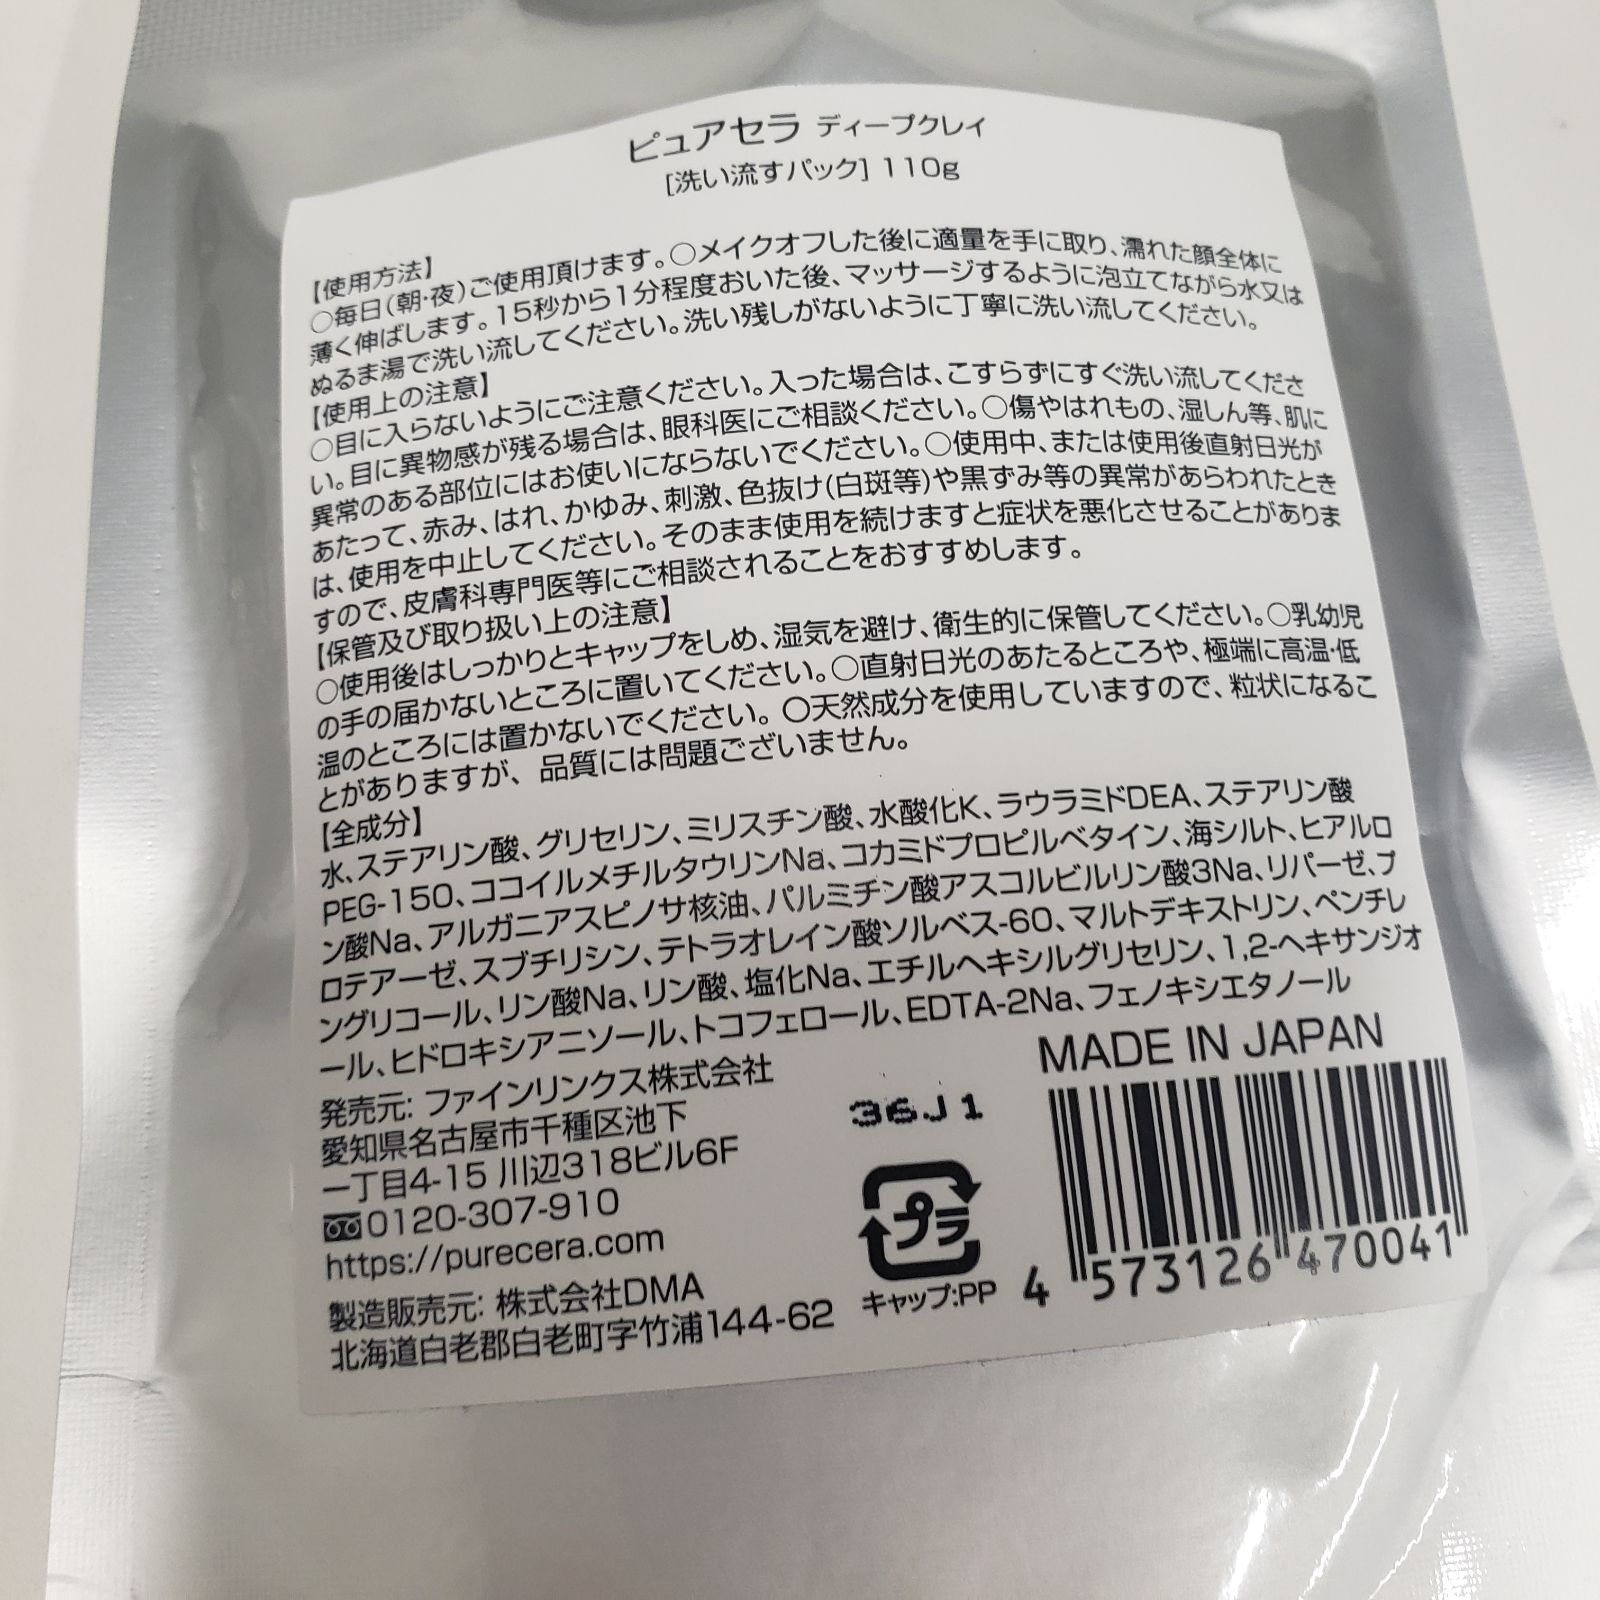 ピュアセラ ディープクレイ
[洗い流すパック] 110g
【使用方法】
○毎日(朝・夜)ご使用頂けます。○メイクオフした後に適量を手に取り、濡れた顔全体に
薄く伸ばします。15秒から1分程度おいた後、マッサージするように泡立てながら水又は
ぬるま湯で洗い流してください。洗い残しがないように丁寧に洗い流してください。
【使用上の注意】
○目に入らないようにご注意ください。入った場合は、こすらずにすぐ洗い流してくださ
い。目に異物感が残る場合は、眼科医にご相談ください。○傷やはれもの、湿しん等、肌に
異常のある部位にはお使いにならないでください。○使用中、または使用後直射日光が
あたって、赤み、はれ、かゆみ、刺激、色抜け(白斑等)や黒ずみ等の異常があらわれたとき
は、使用を中止してください。そのまま使用を続けますと症状を悪化させることがありま
すので、皮膚科専門医等にご相談されることをおすすめします。
【保管及び取り扱い上の注意】
○使用後はしっかりとキャップをしめ、湿気を避け、衛生的に保管してください。○乳幼児
の手の届かないところに置いてください。○直射日光のあたるところや、極端に高温・低
温のところには置かないでください。○天然成分を使用していますので、粒状になるこ
とがありますが、品質には問題ございません。
【全成分】
水、ステアリン酸、グリセリン、ミリスチン酸、水酸化K、ラウラミドDEA、ステアリン酸
PEG-150、ココイルメチルタウリンNa、コカミドプロピルベタイン、海シルト、ヒアルロ
ン酸Na、アルガニアスピノサ核油、パルミチン酸アスコルビルリン酸3Na、リパーゼ、プ
ロテアーゼ、スブチリシン、テトラオレイン酸ソルベス-60、マルトデキストリン、ペンチレ
ングリコール、リン酸Na、リン酸、塩化Na、エチルヘキシルグリセリン、1,2-ヘキサンジオ
ール、ヒドロキシアニソール、トコフェロール、EDTA-2Na、フェノキシエタノール
発売元: ファインリンクス株式会社
愛知県名古屋市千種区池下
一丁目4-15 川辺318ビル6F
0120-307-910
https://purecera.com
製造販売元: 株式会社DMA
北海道白老郡白老町字竹浦144-62
36J1
プラ
キャップ:PP
MADE IN JAPAN
4 573126 470041